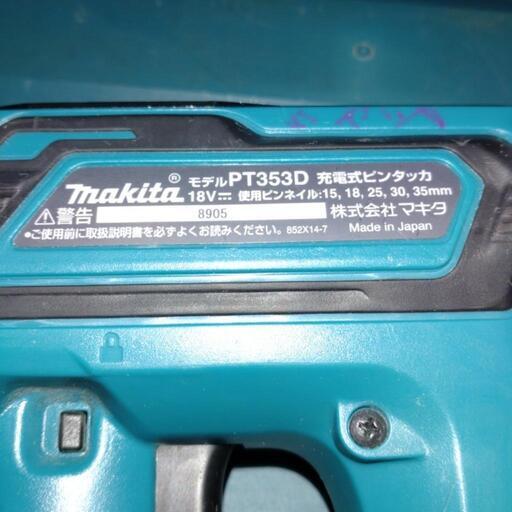 makita® モデルPT353D 充電式ピンタッカ
18V⎓ 使用ピンネイル:15, 18, 25, 30, 35mm
⚠警告 8905 株式会社 マキタ
•ご使用前に取扱説明書を必ずよくお読みください。 852X14-7 Made in Japan